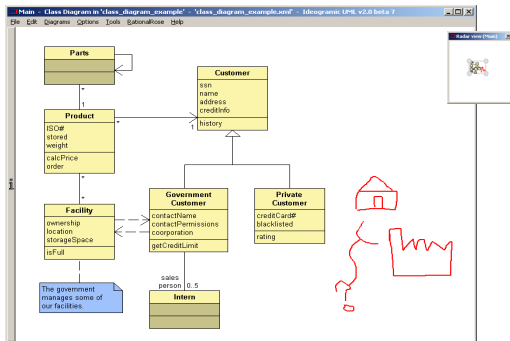 Main - Class Diagram in 'class_diagram_example' - 'class_diagram_example.xml' - Ideogramic UML v2.0 beta 7
File Edit Diagrams Options Tools RationalRose Help
Radar view [Main]
Parts
*
1
Product
ISO#
stored
weight
calcPrice
order
*
1
Customer
ssn
name
address
creditInfo
history
*
*
Facility
ownership
location
storageSpace
isFull
Government
Customer
contactName
contactPermissions
coorporation
getCreditLimit
Private
Customer
creditCard#
blacklisted
rating
The government
manages some of
our facilities.
sales
person 0..5
Intern